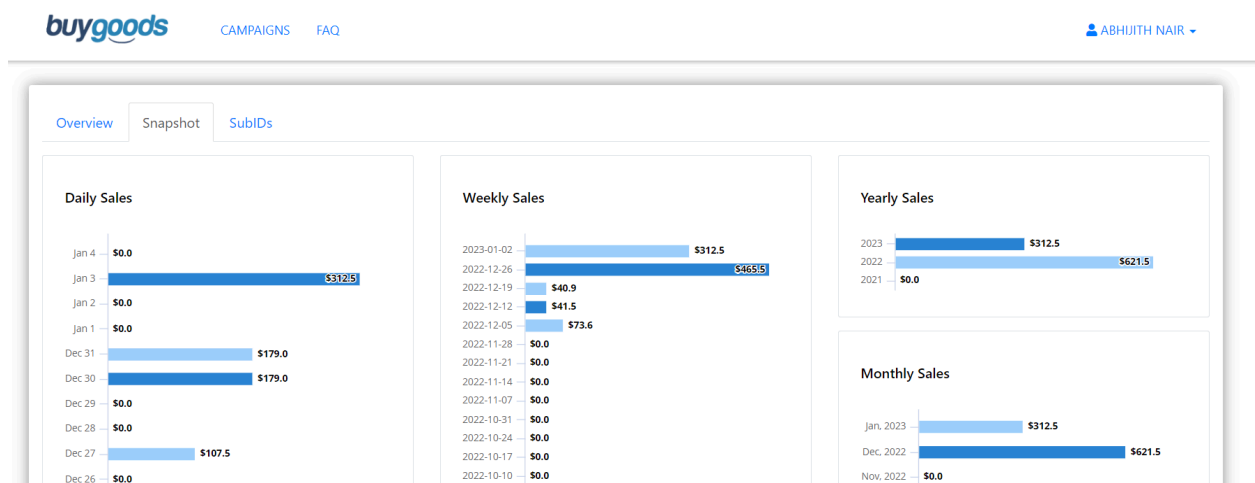 buygoods
CAMPAIGNS FAQ
ABHIJITH NAIR
Overview Snapshot SubIDs
Daily Sales
Jan 4 $0.0
Jan 3 $312.5
Jan 2 $0.0
Jan 1 $0.0
Dec 31 $179.0
Dec 30 $179.0
Dec 29 $0.0
Dec 28 $0.0
Dec 27 $107.5
Dec 26 $0.0
Weekly Sales
2023-01-02 $312.5
2022-12-26 $465.5
2022-12-19 $40.9
2022-12-12 $41.5
2022-12-05 $73.6
2022-11-28 $0.0
2022-11-21 $0.0
2022-11-14 $0.0
2022-11-07 $0.0
2022-10-31 $0.0
2022-10-24 $0.0
2022-10-17 $0.0
2022-10-10 $0.0
Yearly Sales
2023 $312.5
2022 $621.5
2021 $0.0
Monthly Sales
Jan, 2023 $312.5
Dec, 2022 $621.5
Nov, 2022 $0.0